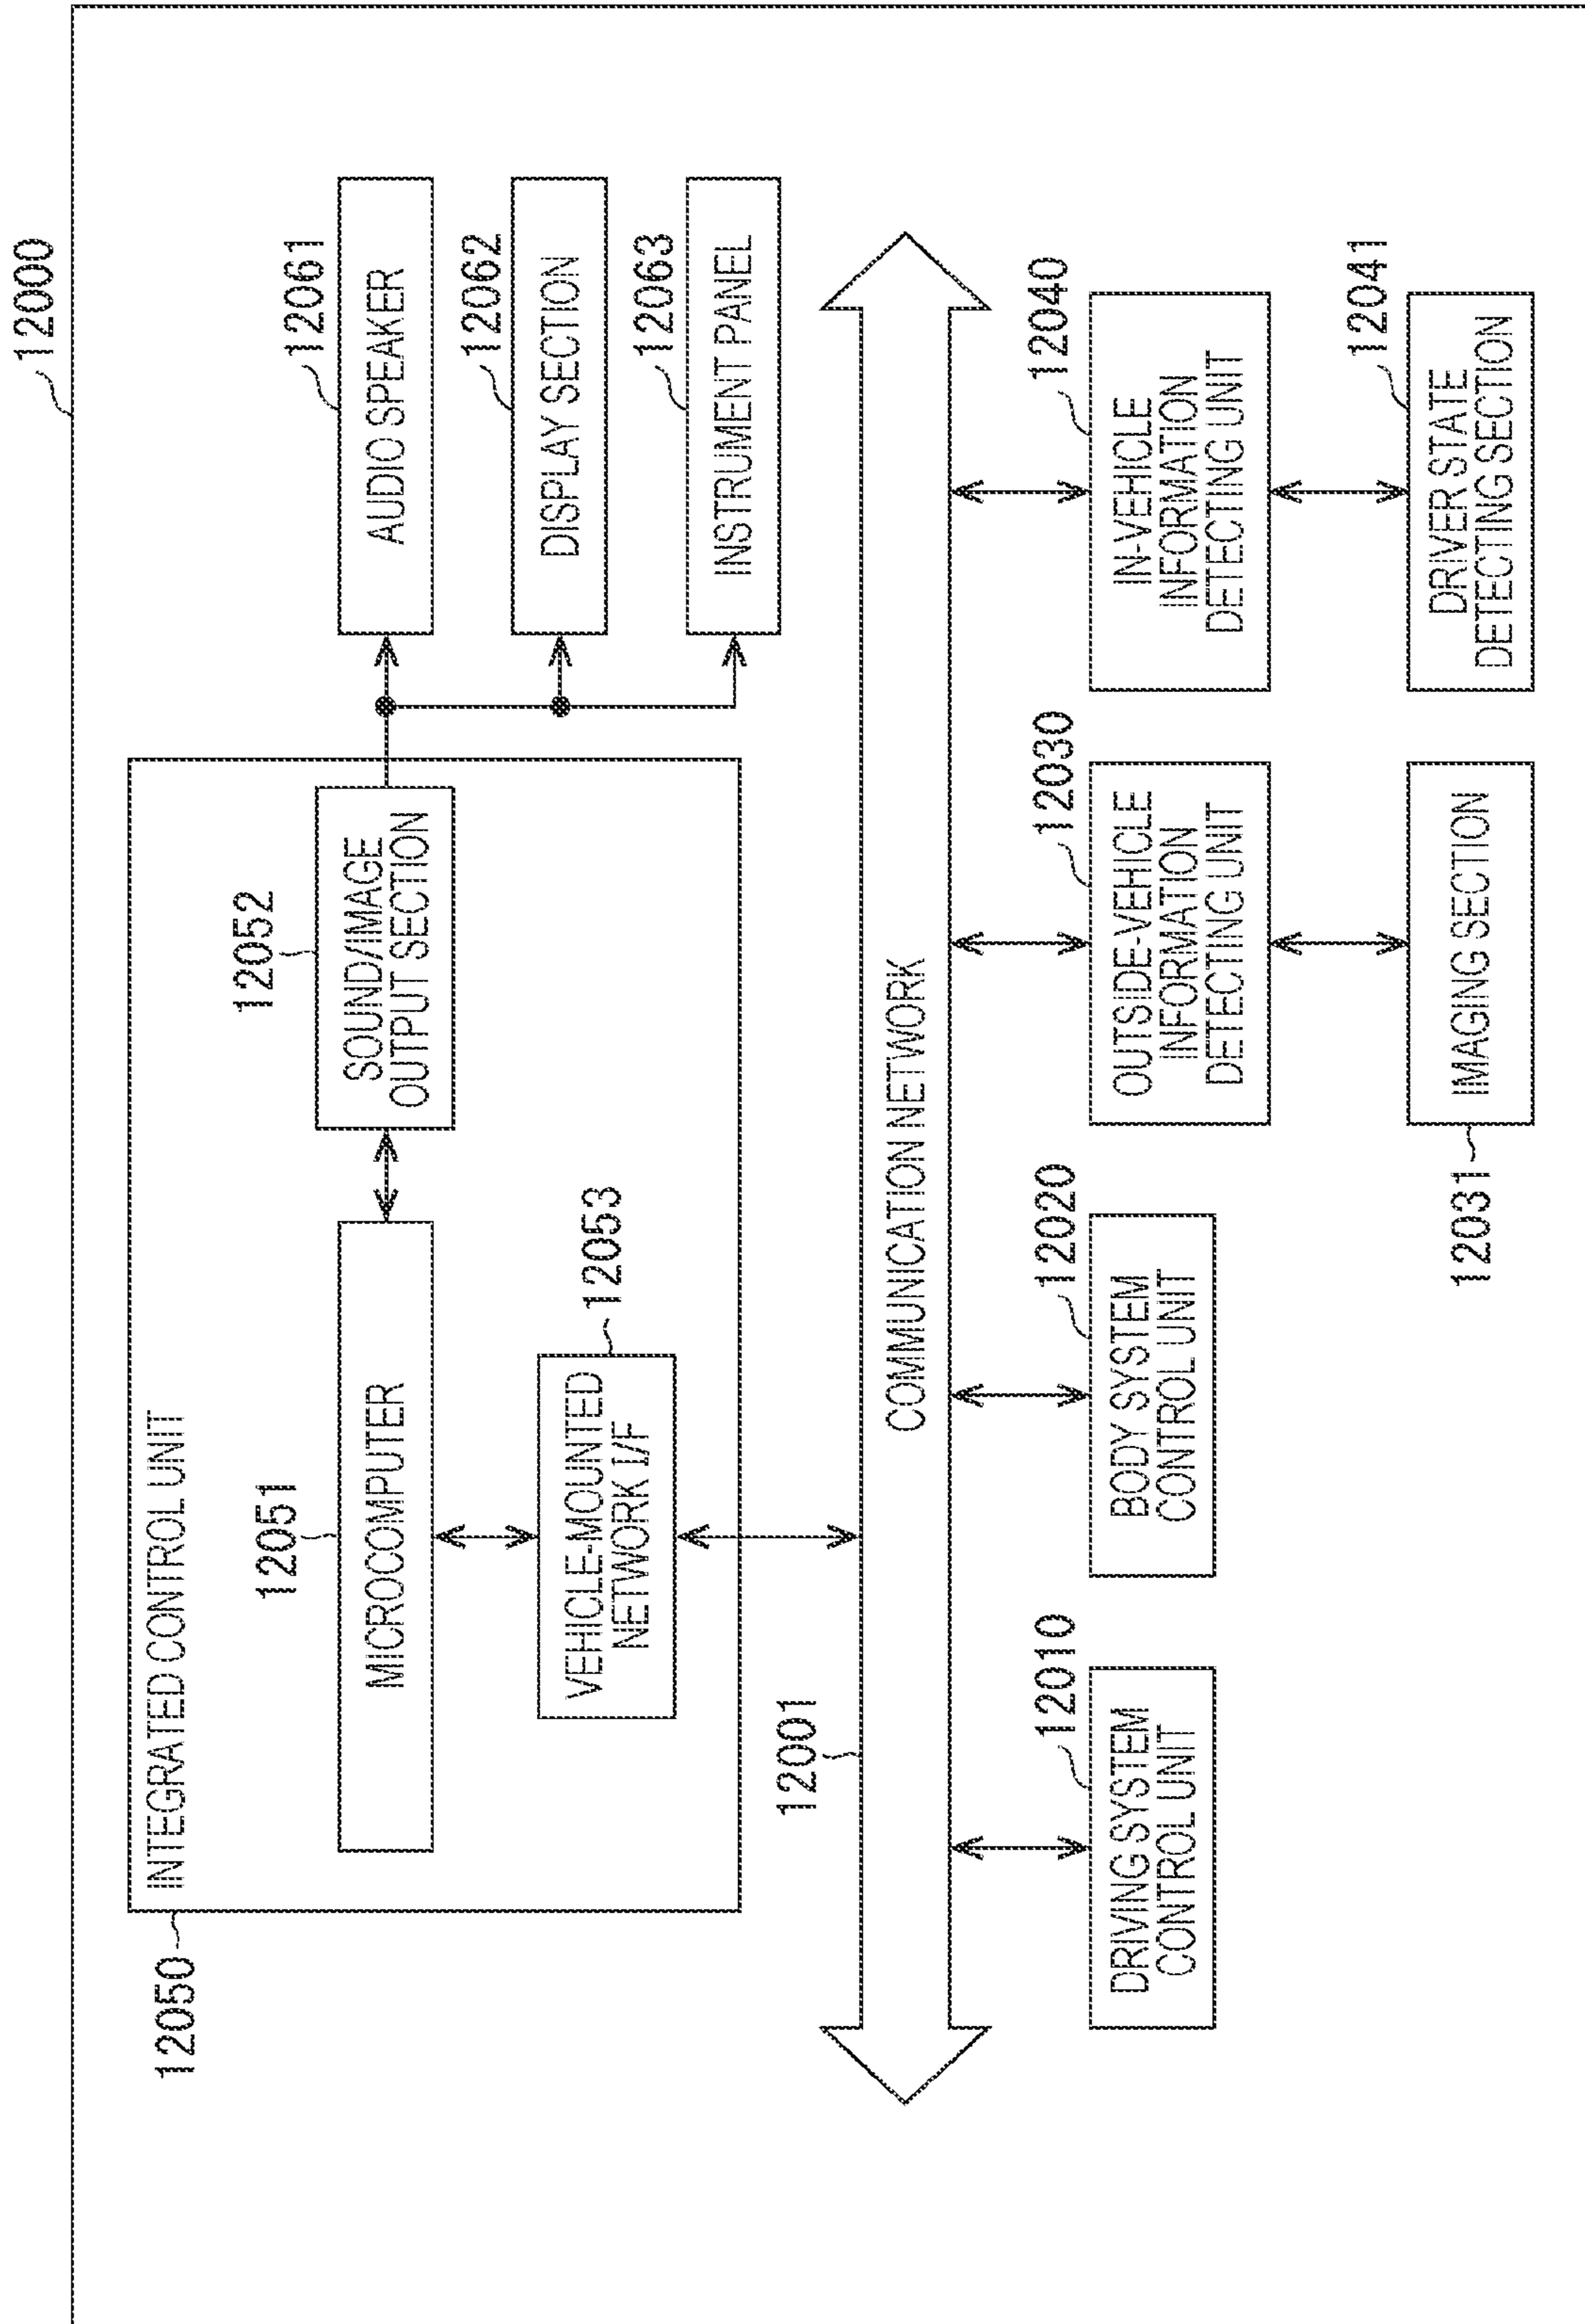 12000
12050
INTEGRATED CONTROL UNIT
12051
MICROCOMPUTER
12052
SOUND/IMAGE
OUTPUT SECTION
12053
VEHICLE-MOUNTED
NETWORK I/F
12061
AUDIO SPEAKER
12062
DISPLAY SECTION
12063
INSTRUMENT PANEL
12001
COMMUNICATION NETWORK
12010
DRIVING SYSTEM
CONTROL UNIT
12020
BODY SYSTEM
CONTROL UNIT
12030
OUTSIDE-VEHICLE
INFORMATION
DETECTING UNIT
12040
IN-VEHICLE
INFORMATION
DETECTING UNIT
12031
IMAGING SECTION
12041
DRIVER STATE
DETECTING SECTION